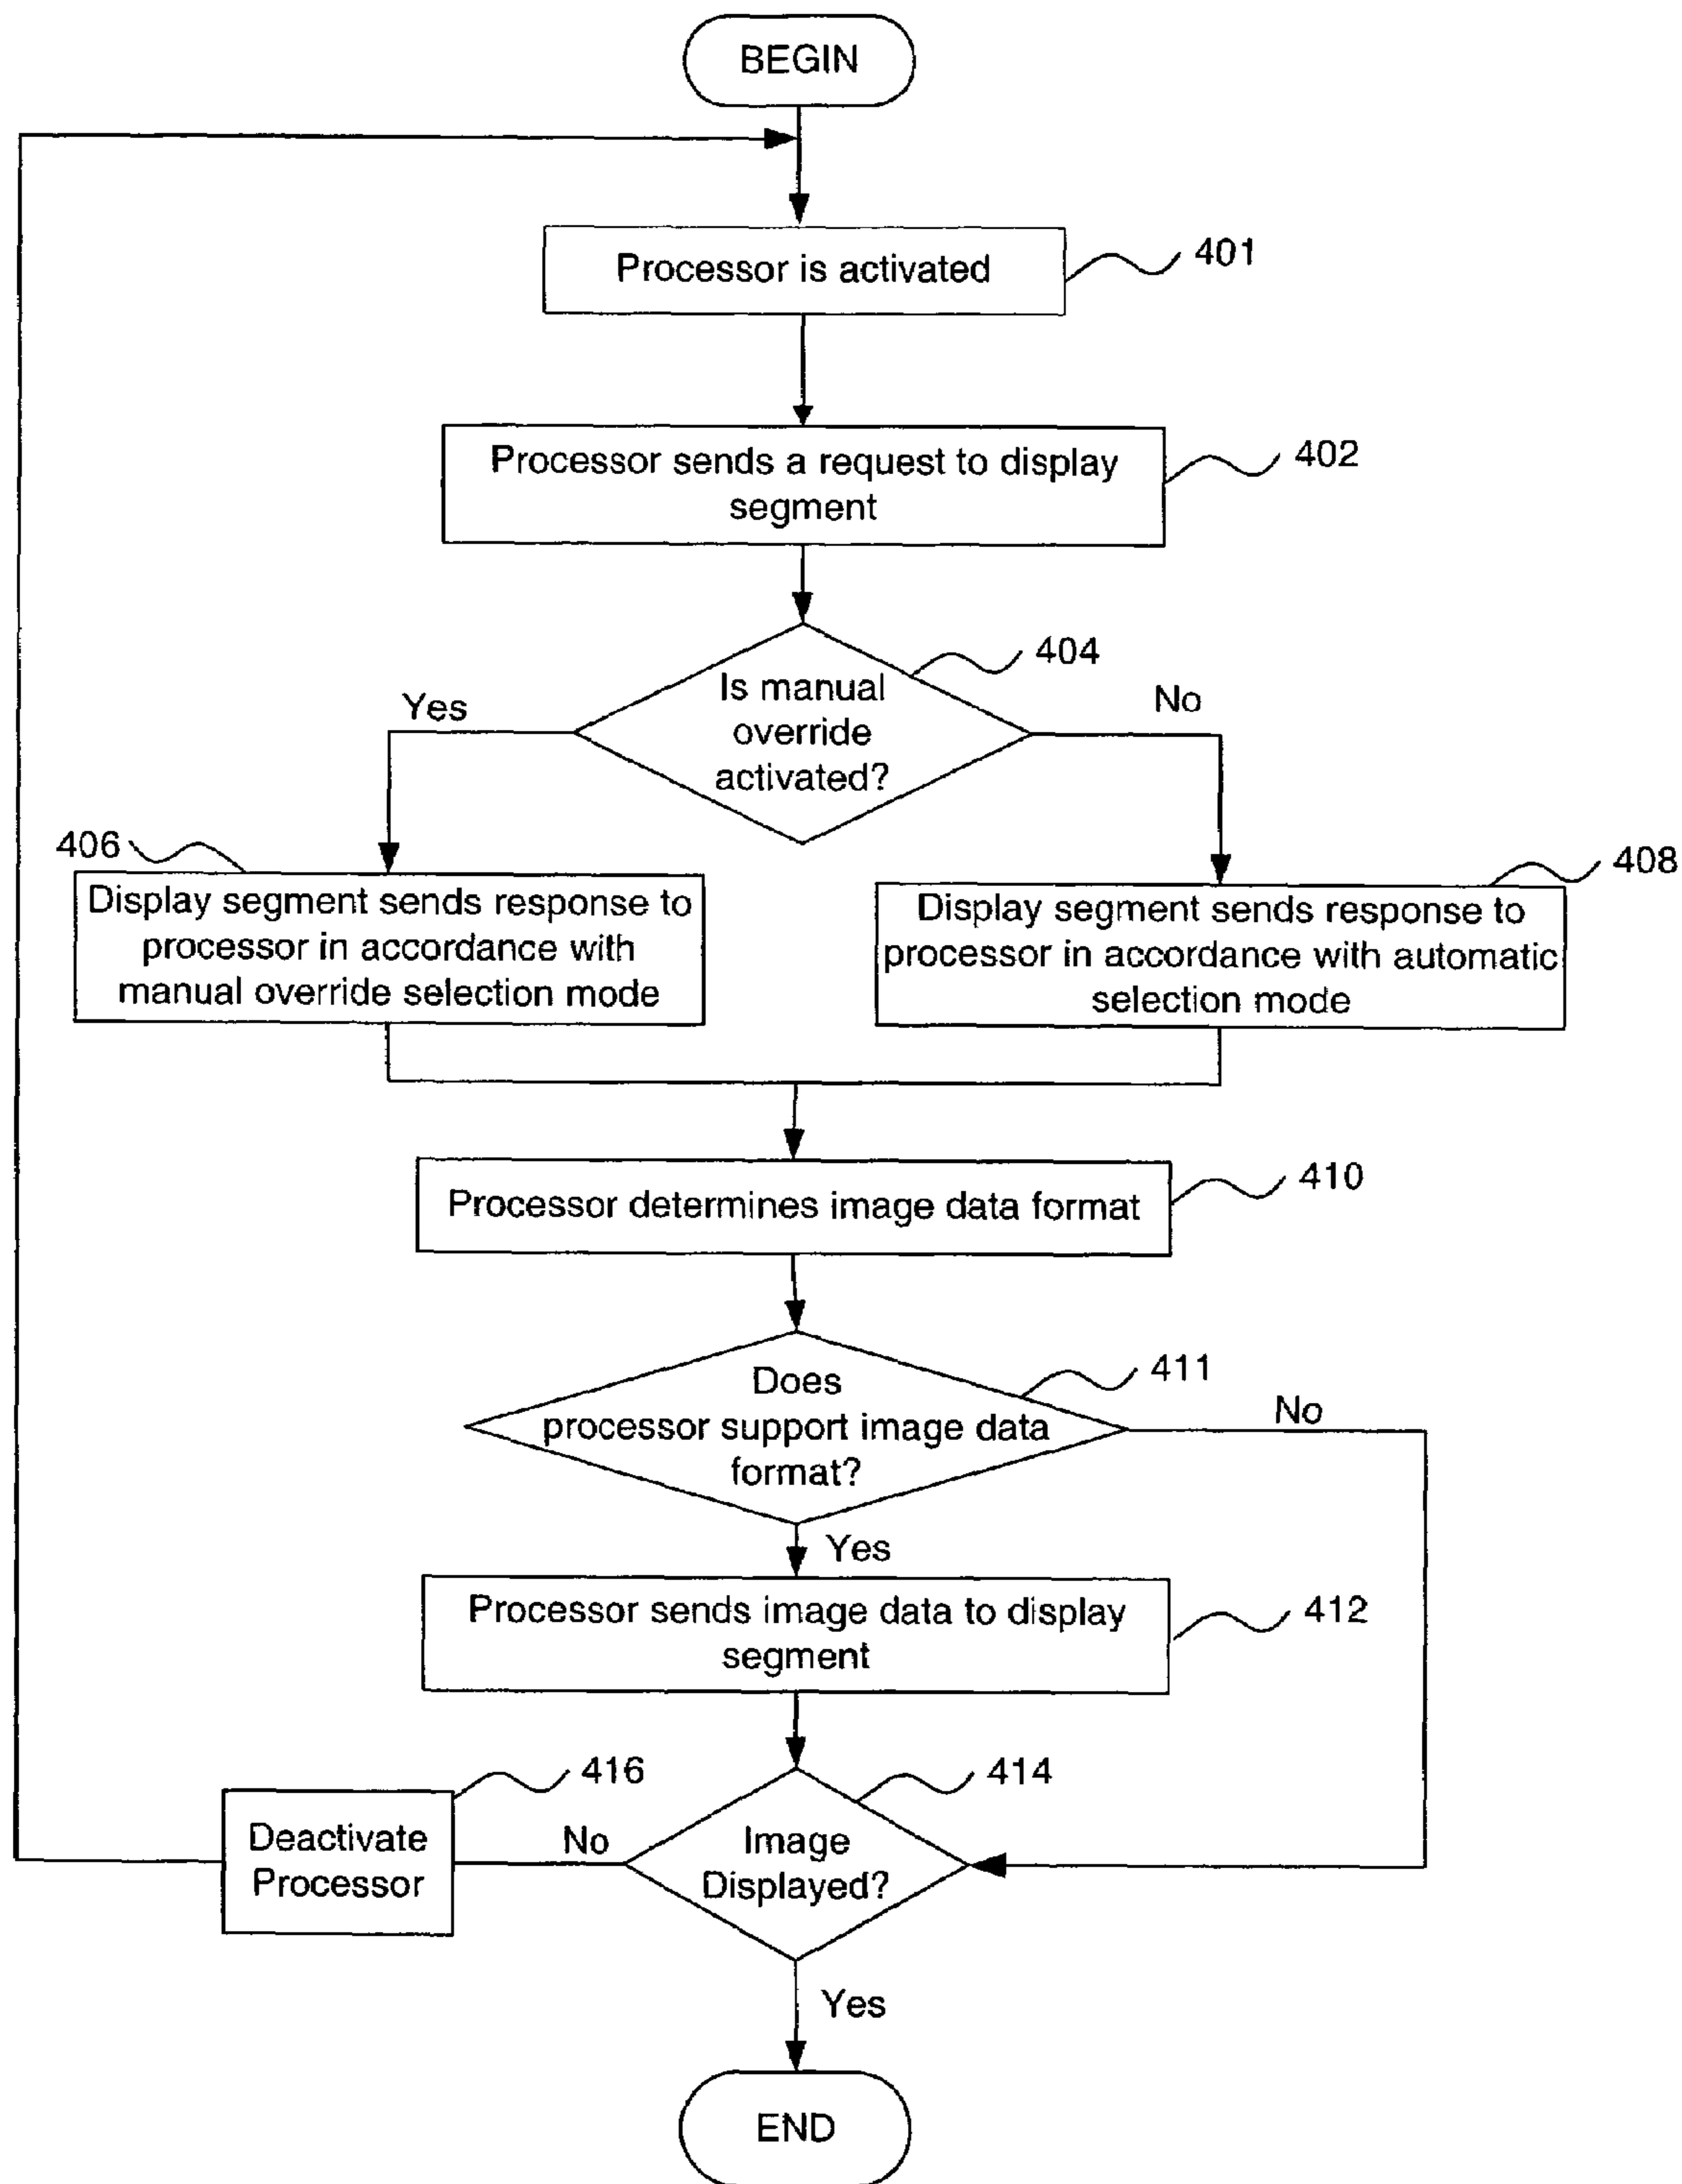 BEGIN
Processor is activated
401
Processor sends a request to display
segment
402
404
Is manual
override
activated?
Yes
No
406
Display segment sends response to
processor in accordance with
manual override selection mode
408
Display segment sends response to
processor in accordance with automatic
selection mode
Processor determines image data format
410
411
Does
processor support image data
format?
No
Yes
Processor sends image data to display
segment
412
416
Deactivate
Processor
No
414
Image
Displayed?
Yes
END